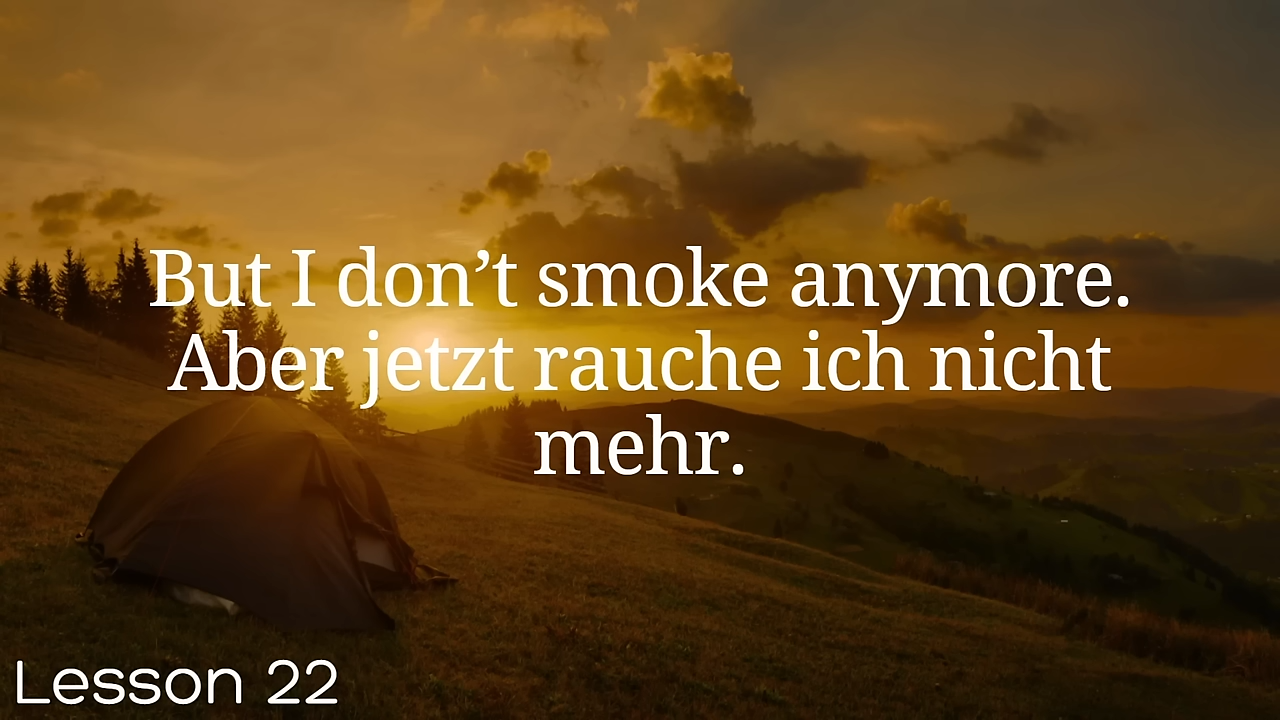 But I don’t smoke anymore.
Aber jetzt rauche ich nicht
mehr.
Lesson 22